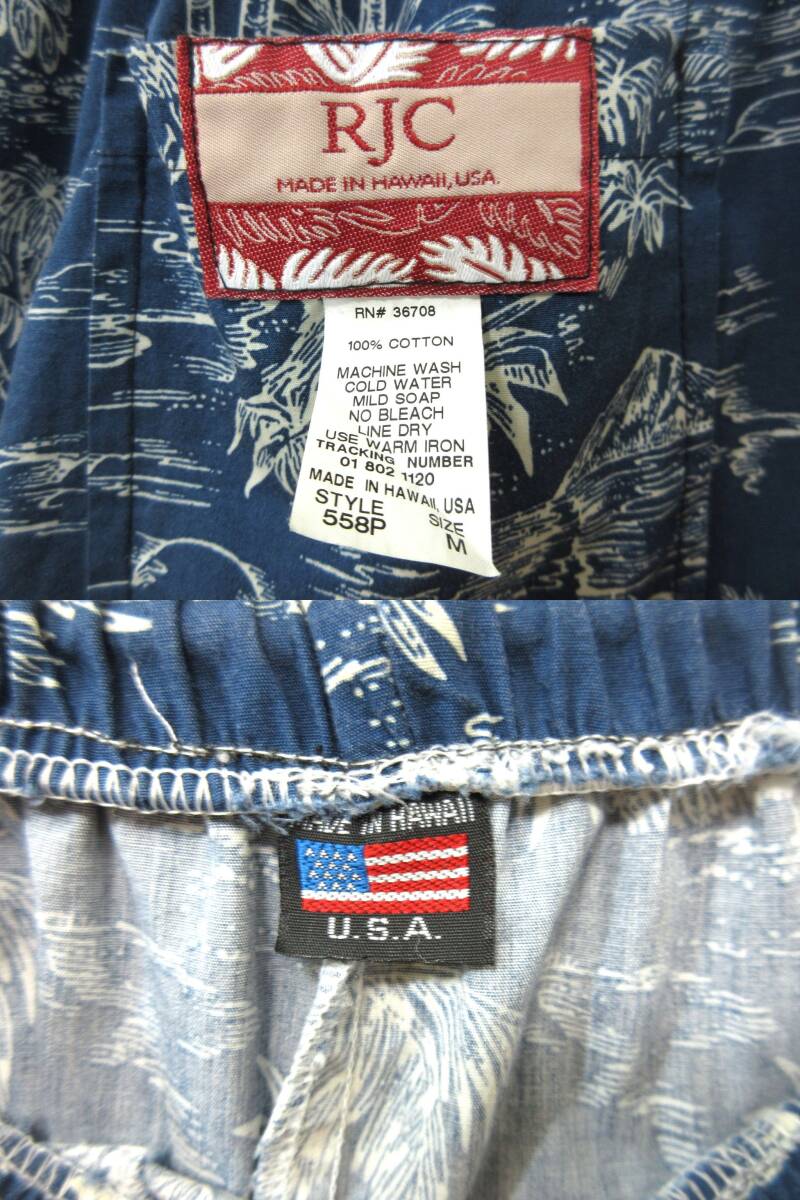 RJC
MADE IN HAWAII, USA.
RN# 36708
100% COTTON
MACHINE WASH
COLD WATER
MILD SOAP
NO BLEACH
LINE DRY
USE WARM IRON
TRACKING NUMBER
01 802 1120
MADE IN HAWAII, USA
STYLE SIZE
558P M
MADE IN HAWAII
U.S.A.